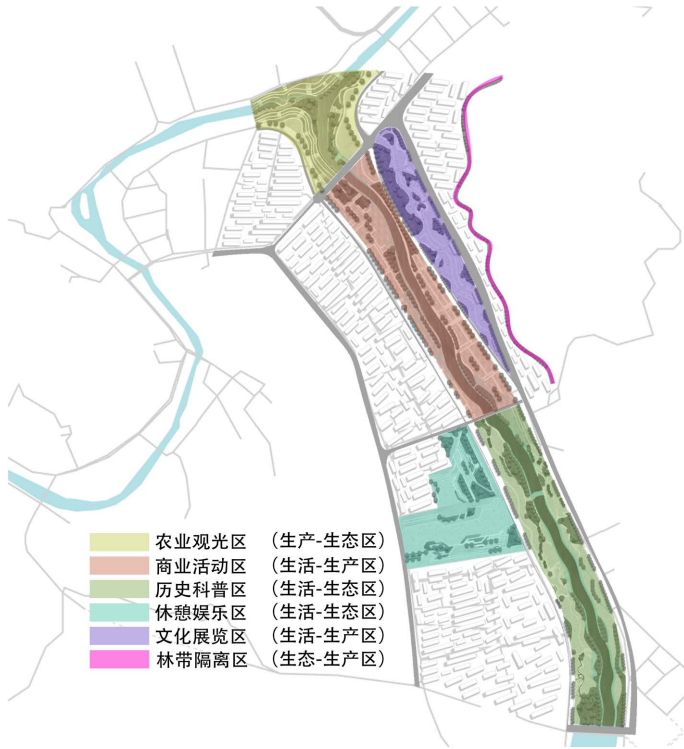 农业观光区 （生产-生态区）
商业活动区 （生活-生产区）
历史科普区 （生活-生态区）
休憩娱乐区 （生活-生态区）
文化展览区 （生活-生产区）
林带隔离区 （生态-生产区）